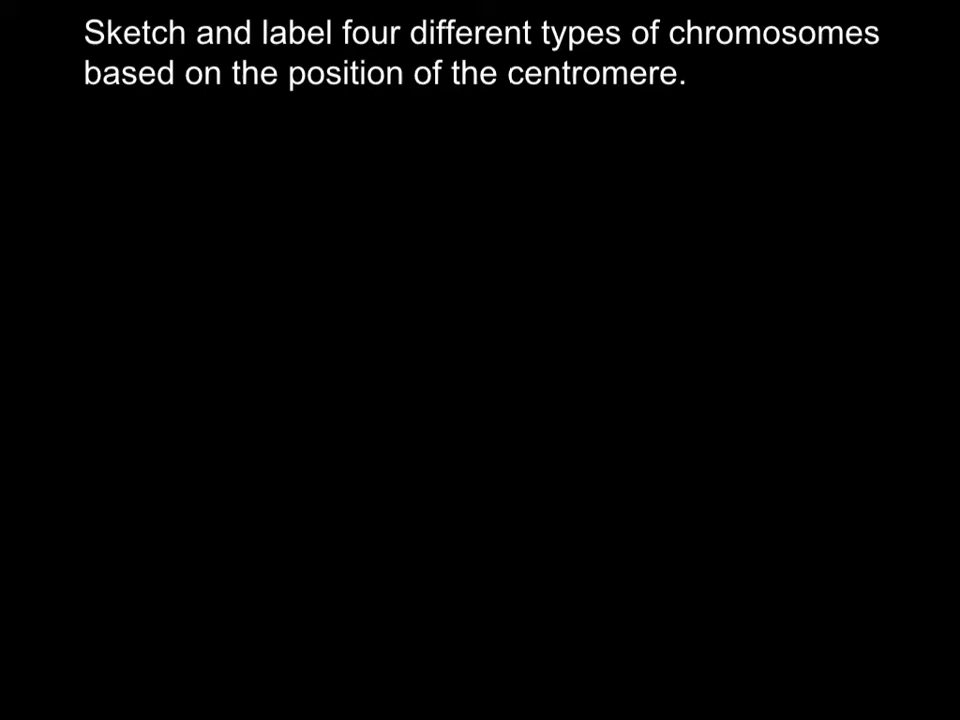 Sketch and label four different types of chromosomes
based on the position of the centromere.